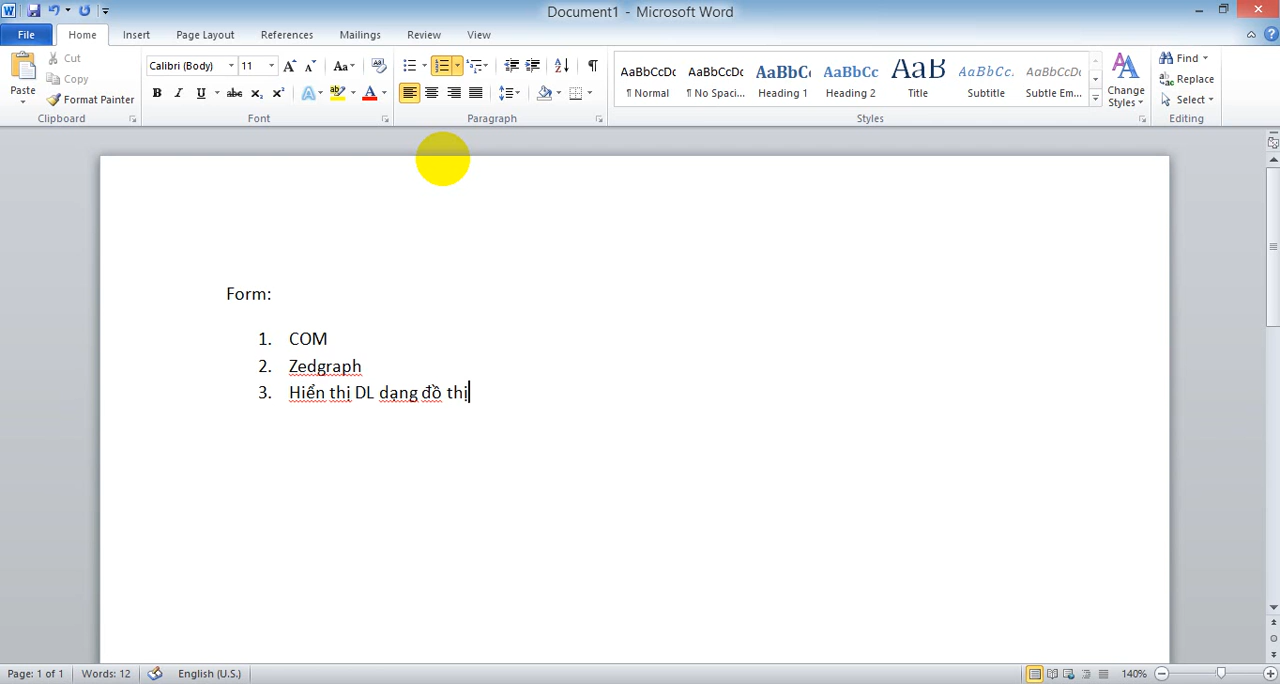 Document1 - Microsoft Word
File Home Insert Page Layout References Mailings Review View
Cut
Copy
Format Painter
Paste
Clipboard
Calibri (Body) 11
Font
Paragraph
AaBbCcDc AaBbCcDc AaBbCc AaBbCc AaB AaBbCc. AaBbCcDc
¶ Normal ¶ No Spaci... Heading 1 Heading 2 Title Subtitle Subtle Em...
Change Styles
Styles
Find
Replace
Select
Editing
Form:
1. COM
2. Zedgraph
3. Hiển thị DL dạng đồ thị
Page: 1 of 1 Words: 12 English (U.S.) 140%